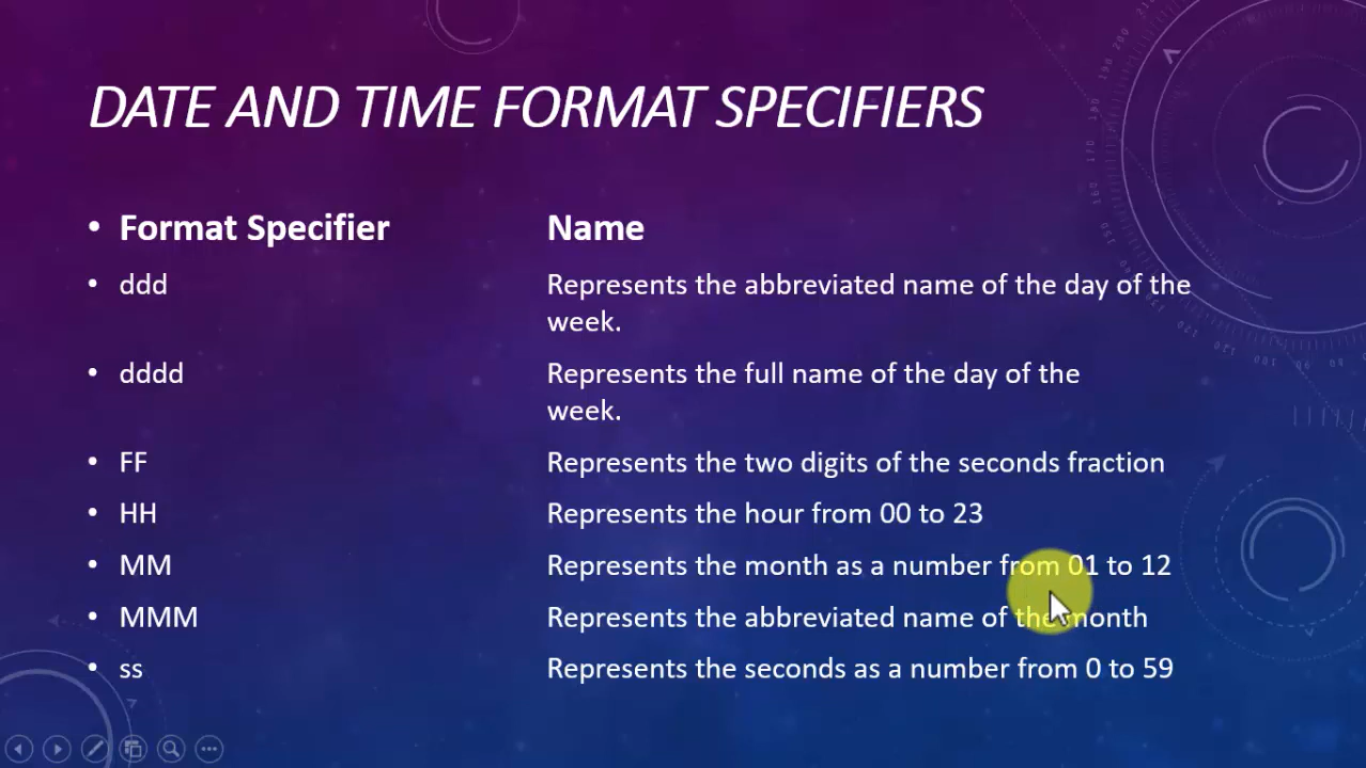 DATE AND TIME FORMAT SPECIFIERS
• Format Specifier Name
• ddd Represents the abbreviated name of the day of the
week.
• dddd Represents the full name of the day of the
week.
• FF Represents the two digits of the seconds fraction
• HH Represents the hour from 00 to 23
• MM Represents the month as a number from 01 to 12
• MMM Represents the abbreviated name of the month
• ss Represents the seconds as a number from 0 to 59